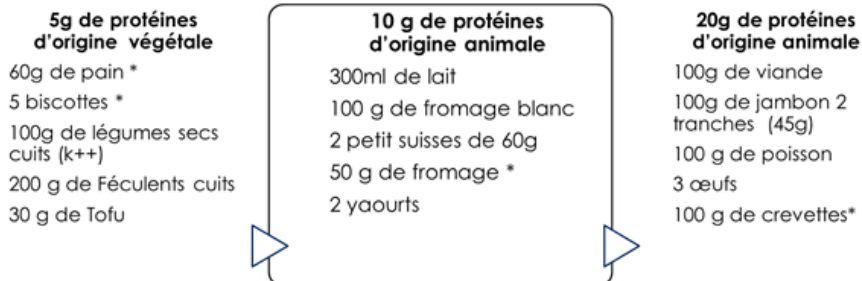 5g de protéines
d'origine végétale
60g de pain *
5 biscottes *
100g de légumes secs
cuits (k++)
200 g de Féculents cuits
30 g de Tofu
10 g de protéines
d'origine animale
300ml de lait
100 g de fromage blanc
2 petit suisses de 60g
50 g de fromage *
2 yaourts
20g de protéines
d'origine animale
100g de viande
100g de jambon 2
tranches (45g)
100 g de poisson
3 œufs
100 g de crevettes*